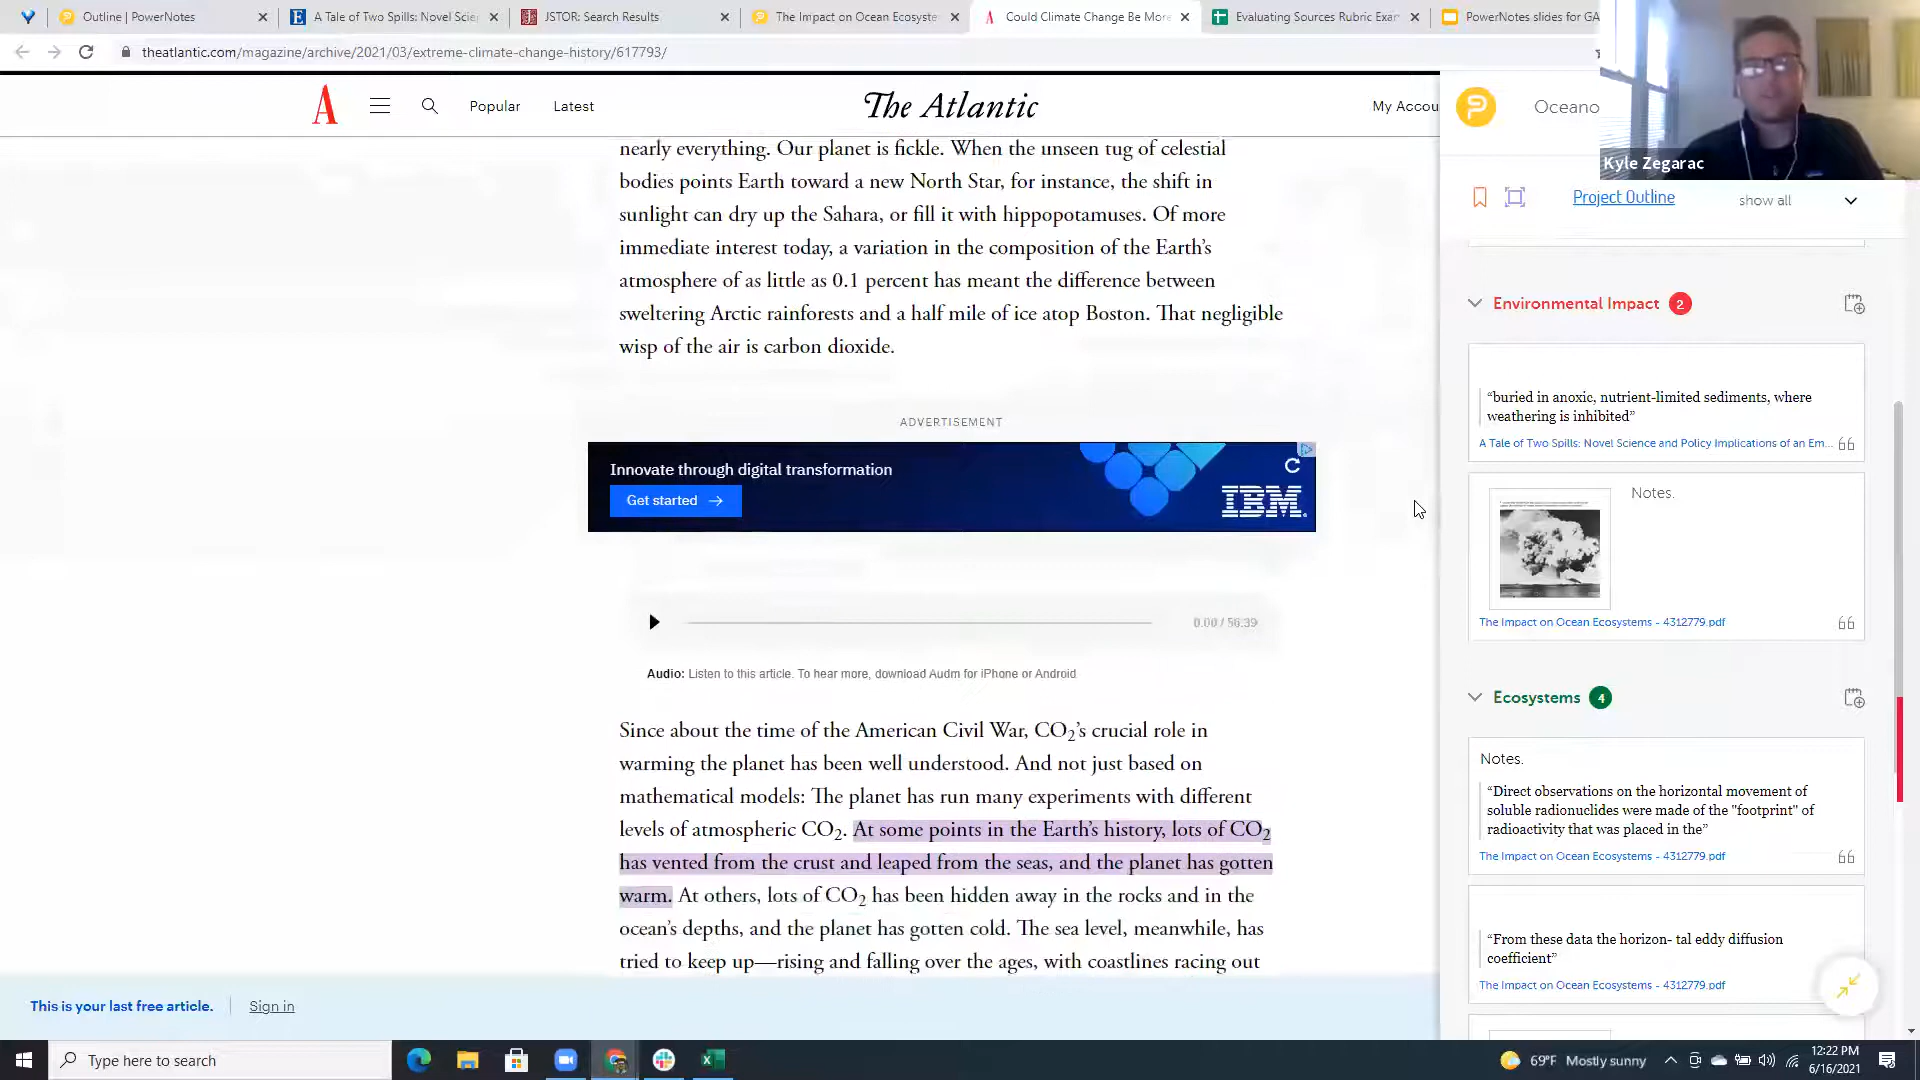 Outline | PowerNotes
A Tale of Two Spills: Novel Scie
JSTOR: Search Results
The Impact on Ocean Ecosyste
Could Climate Change Be More
Evaluating Sources Rubric Exa
PowerNotes slides for GA
theatlantic.com/magazine/archive/2021/03/extreme-climate-change-history/617793/
Popular
Latest
The Atlantic
My Accou
Oceano
Kyle Zegarac
Project Outline
show all
nearly everything. Our planet is fickle. When the unseen tug of celestial
bodies points Earth toward a new North Star, for instance, the shift in
sunlight can dry up the Sahara, or fill it with hippopotamuses. Of more
immediate interest today, a variation in the composition of the Earth's
atmosphere of as little as 0.1 percent has meant the difference between
sweltering Arctic rainforests and a half mile of ice atop Boston. That negligible
wisp of the air is carbon dioxide.
ADVERTISEMENT
Innovate through digital transformation
Get started →
IBM.
0:00 / 56:39
Audio: Listen to this article. To hear more, download Audm for iPhone or Android
Since about the time of the American Civil War, CO₂'s crucial role in
warming the planet has been well understood. And not just based on
mathematical models: The planet has run many experiments with different
levels of atmospheric CO₂. At some points in the Earth's history, lots of CO₂
has vented from the crust and leaped from the seas, and the planet has gotten
warm. At others, lots of CO₂ has been hidden away in the rocks and in the
ocean's depths, and the planet has gotten cold. The sea level, meanwhile, has
tried to keep up—rising and falling over the ages, with coastlines racing out
Environmental Impact 2
“buried in anoxic, nutrient-limited sediments, where
weathering is inhibited”
A Tale of Two Spills: Novel Science and Policy Implications of an Em...
Notes.
The Impact on Ocean Ecosystems - 4312779.pdf
Ecosystems 4
Notes.
“Direct observations on the horizontal movement of
soluble radionuclides were made of the "footprint" of
radioactivity that was placed in the”
The Impact on Ocean Ecosystems - 4312779.pdf
“From these data the horizon- tal eddy diffusion
coefficient”
The Impact on Ocean Ecosystems - 4312779.pdf
This is your last free article.
Sign in
Type here to search
69°F Mostly sunny
12:22 PM
6/16/2021